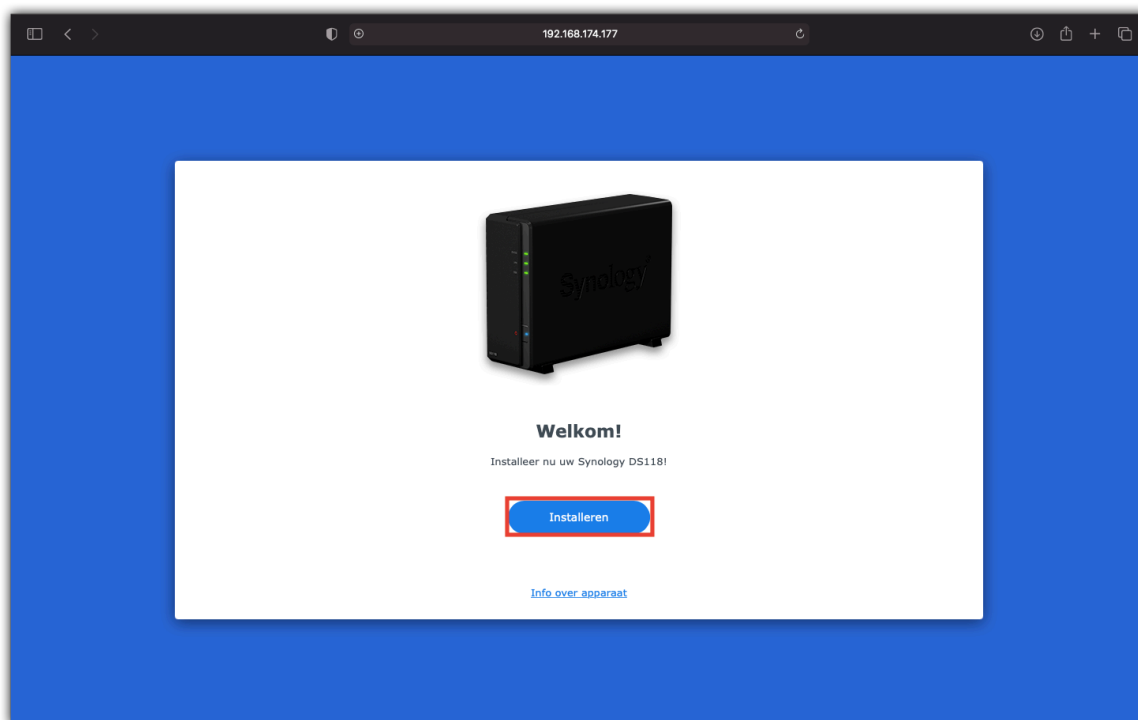 192.168.174.177
Synology
Welkom!
Installeer nu uw Synology DS118!
Installeren
Info over apparaat